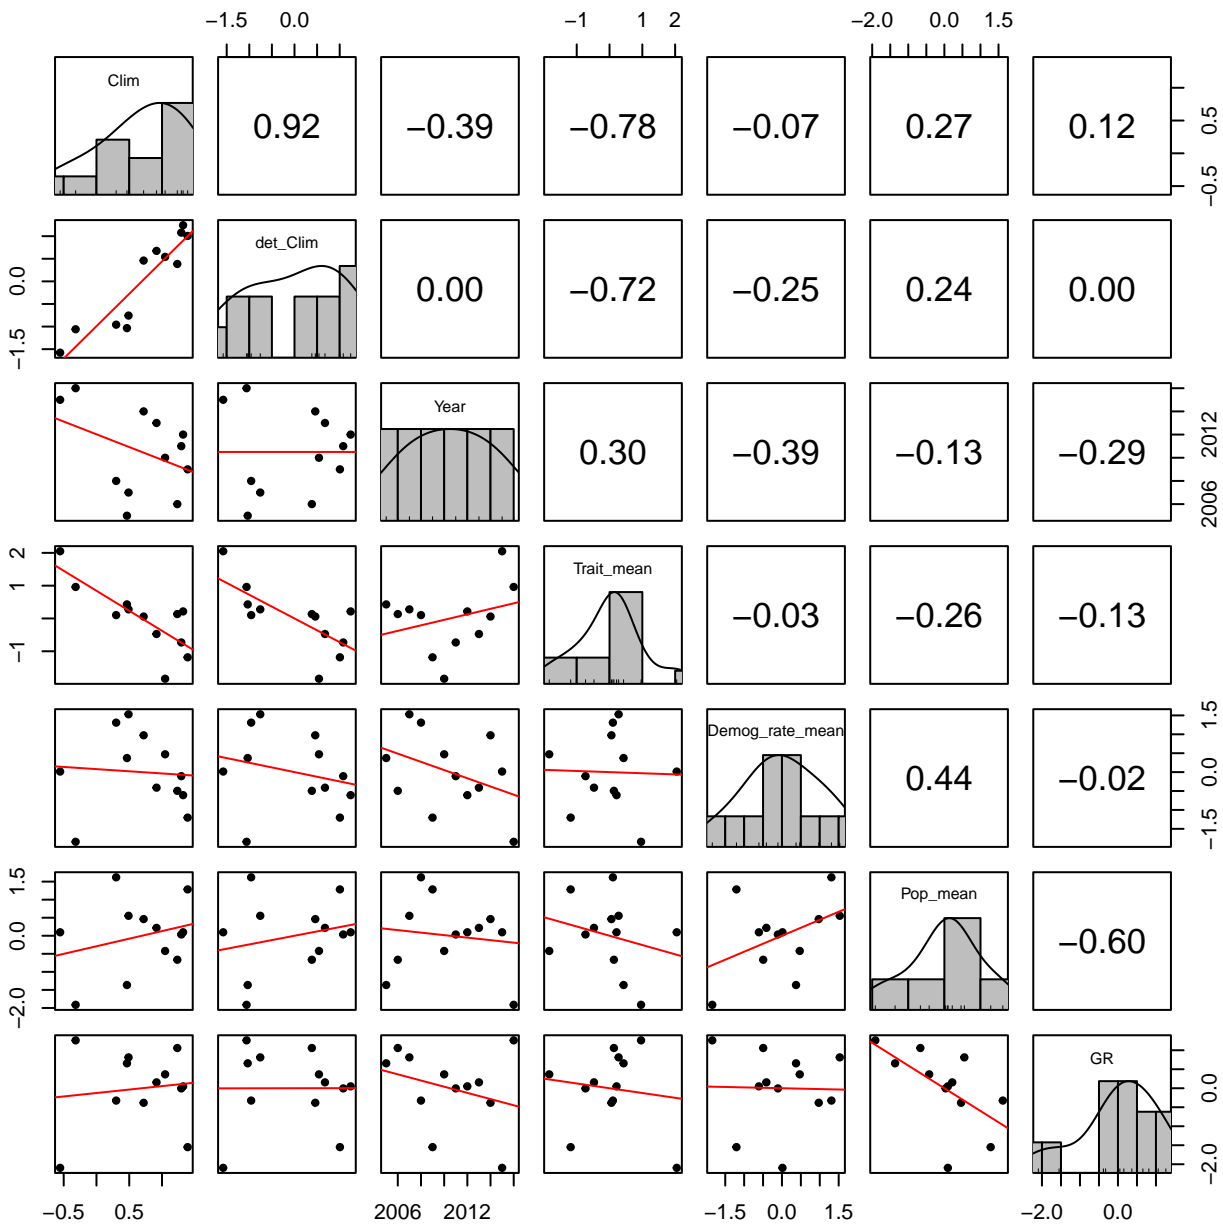 −1.5 0.0 −1 1 2 −2.0 0.0 1.5
Clim 0.92 −0.39 −0.78 −0.07 0.27 0.12 −0.5 0.5
−1.5 0.0 det_Clim 0.00 −0.72 −0.25 0.24 0.00
Year 0.30 −0.39 −0.13 −0.29 2006 2012
−1 1 2 Trait_mean −0.03 −0.26 −0.13
Demog_rate_mean 0.44 −0.02 −1.5 0.0 1.5
−2.0 0.0 1.5 Pop_mean −0.60
GR −2.0 0.0
−0.5 0.5 2006 2012 −1.5 0.0 1.5 −2.0 0.0